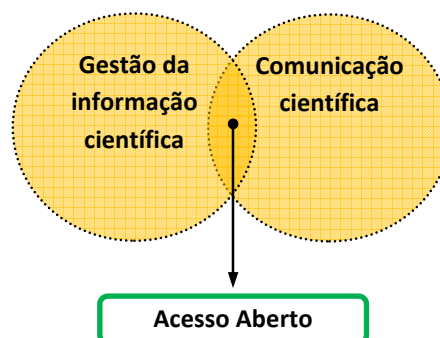 Gestão da
informação
científica
Comunicação
científica
Acesso Aberto